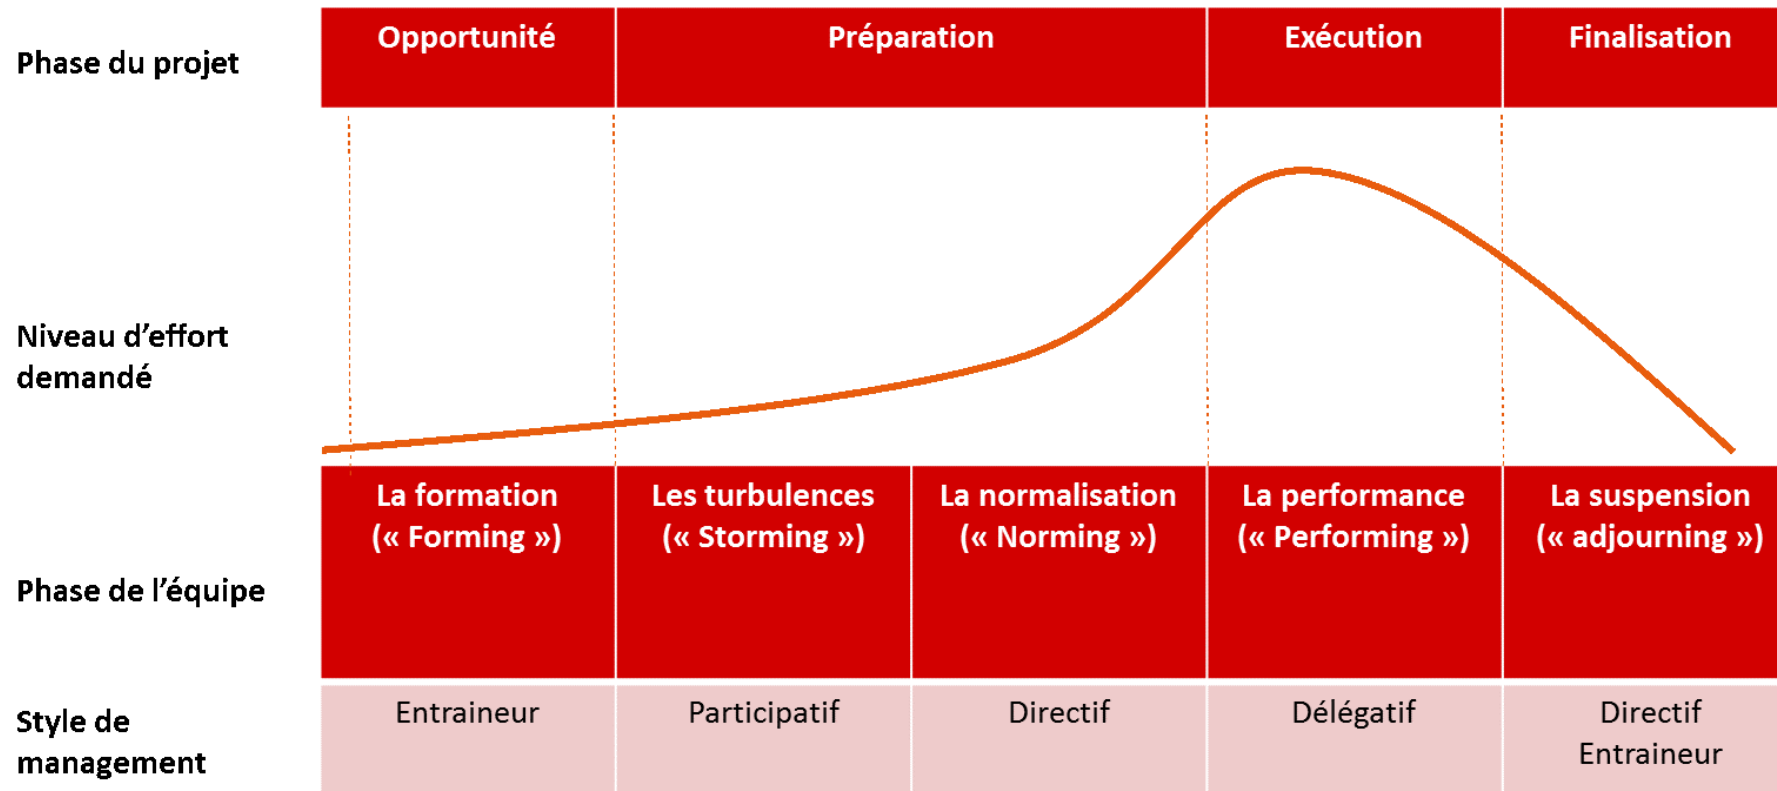 Phase du projet
Opportunité
Préparation
Exécution
Finalisation
Niveau d'effort
demandé
Phase de l'équipe
La formation
(« Forming »)
Les turbulences
(« Storming »)
La normalisation
(« Norming »)
La performance
(« Performing »)
La suspension
(« adjourning »)
Style de
management
Entraineur
Participatif
Directif
Délégatif
Directif
Entraineur